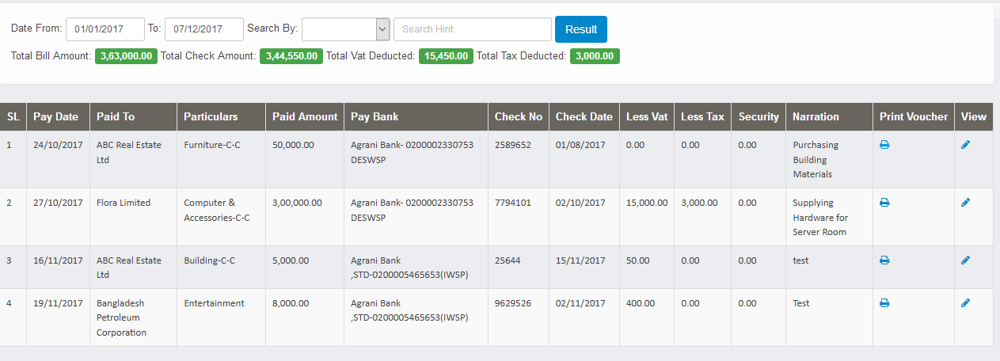 Date From: 01/01/2017 To: 07/12/2017 Search By: Search Hint Result
Total Bill Amount: 3,63,000.00 Total Check Amount: 3,44,550.00 Total Vat Deducted: 15,450.00 Total Tax Deducted: 3,000.00
SL Pay Date Paid To Particulars Paid Amount Pay Bank Check No Check Date Less Vat Less Tax Security Narration Print Voucher View
1 24/10/2017 ABC Real Estate Furniture-C-C 50,000.00 Agrani Bank- 0200002330753 2589652 01/08/2017 0.00 0.00 0.00 Purchasing
Ltd DESWSP Building
Materials
2 27/10/2017 Flora Limited Computer & 3,00,000.00 Agrani Bank- 0200002330753 7794101 02/10/2017 15,000.00 3,000.00 0.00 Supplying
Accessories-C-C DESWSP Hardware for
Server Room
3 16/11/2017 ABC Real Estate Building-C-C 5,000.00 Agrani Bank 25644 15/11/2017 50.00 0.00 0.00 test
Ltd ,STD-0200005465653(IWSP)
4 19/11/2017 Bangladesh Entertainment 8,000.00 Agrani Bank 9629526 02/11/2017 400.00 0.00 0.00 Test
Petroleum ,STD-0200005465653(IWSP)
Corporation